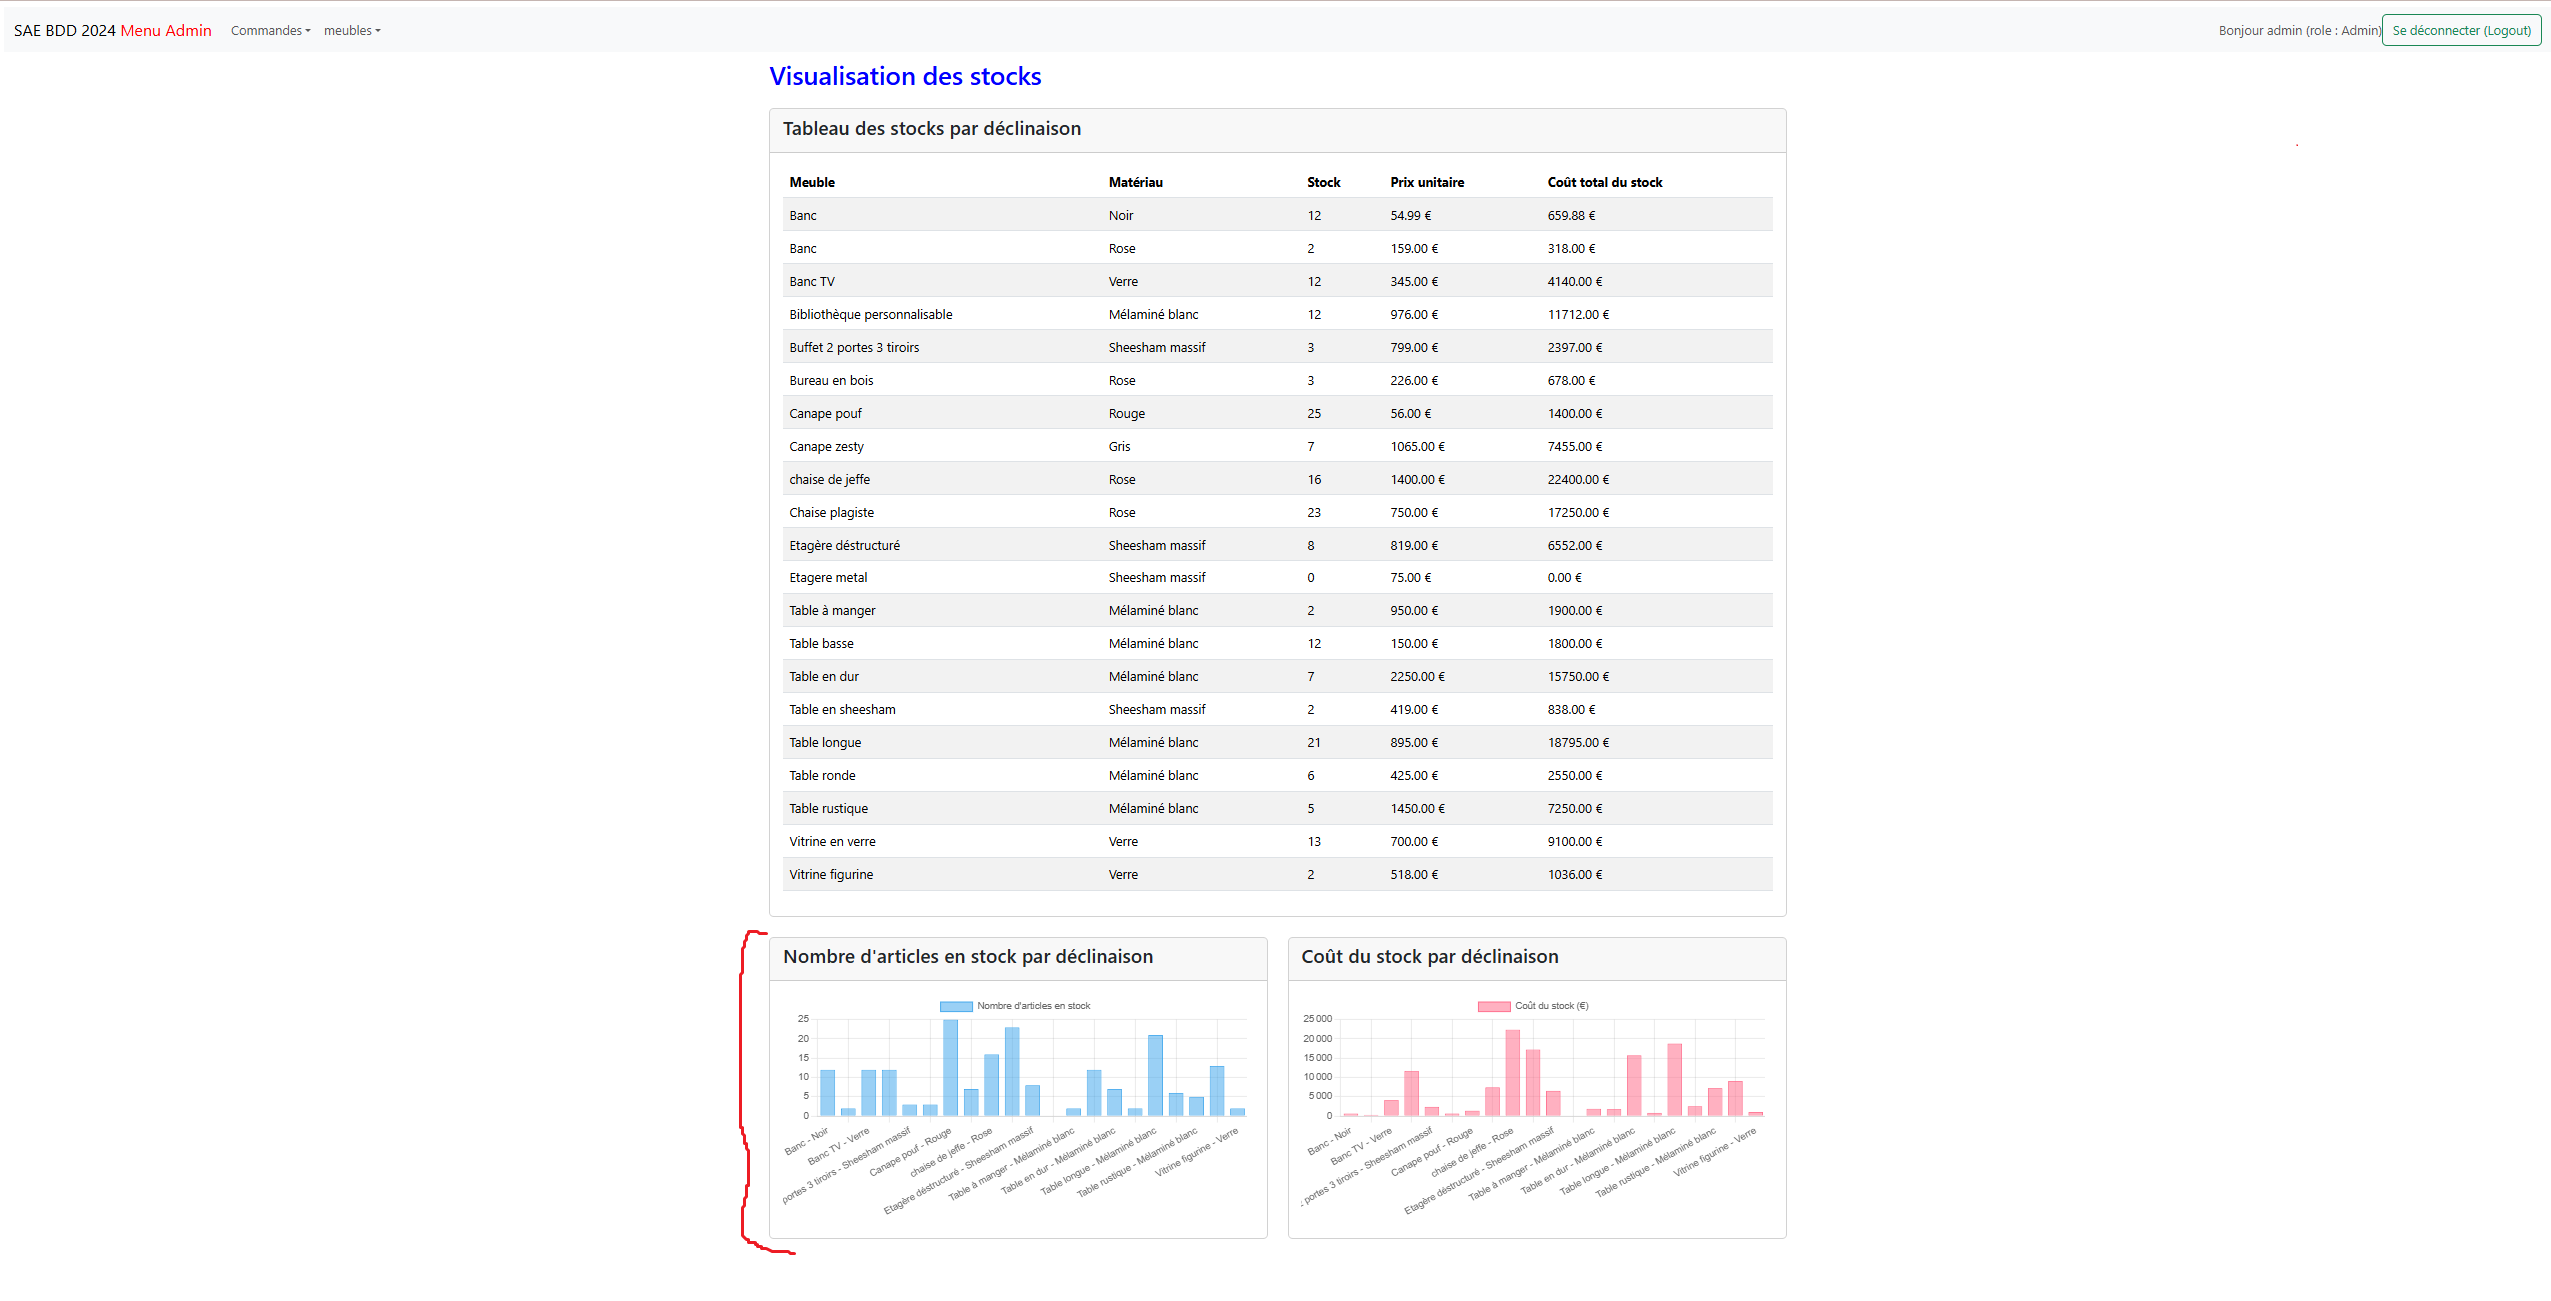 SAE BDD 2024 Menu Admin Commandes meubles Bonjour admin (role : Admin) Se déconnecter (Logout)
Visualisation des stocks
Tableau des stocks par déclinaison
Meuble Matériau Stock Prix unitaire Coût total du stock
Banc Noir 12 54.99 € 659.88 €
Banc Rose 2 159.00 € 318.00 €
Banc TV Verre 12 345.00 € 4140.00 €
Bibliothèque personnalisable Mélaminé blanc 12 976.00 € 11712.00 €
Buffet 2 portes 3 tiroirs Sheesham massif 3 799.00 € 2397.00 €
Bureau en bois Rose 3 226.00 € 678.00 €
Canape pouf Rouge 25 56.00 € 1400.00 €
Canape zesty Gris 7 1065.00 € 7455.00 €
chaise de jeffe Rose 16 1400.00 € 22400.00 €
Chaise plagiste Rose 23 750.00 € 17250.00 €
Etagère déstructuré Sheesham massif 8 819.00 € 6552.00 €
Etagere metal Sheesham massif 0 75.00 € 0.00 €
Table à manger Mélaminé blanc 2 950.00 € 1900.00 €
Table basse Mélaminé blanc 12 150.00 € 1800.00 €
Table en dur Mélaminé blanc 7 2250.00 € 15750.00 €
Table en sheesham Sheesham massif 2 419.00 € 838.00 €
Table longue Mélaminé blanc 21 895.00 € 18795.00 €
Table ronde Mélaminé blanc 6 425.00 € 2550.00 €
Table rustique Mélaminé blanc 5 1450.00 € 7250.00 €
Vitrine en verre Verre 13 700.00 € 9100.00 €
Vitrine figurine Verre 2 518.00 € 1036.00 €
Nombre d'articles en stock par déclinaison
Nombre d'articles en stock
25
20
15
10
5
0
Banc - Noir
Banc TV - Verre
portes 3 tiroirs - Sheesham massif
Canape pouf - Rouge
chaise de jeffe - Rose
Etagère déstructuré - Sheesham massif
Table à manger - Mélaminé blanc
Table en dur - Mélaminé blanc
Table longue - Mélaminé blanc
Table rustique - Mélaminé blanc
Vitrine figurine - Verre
Coût du stock par déclinaison
Coût du stock (€)
25 000
20 000
15 000
10 000
5 000
0
Banc - Noir
Banc TV - Verre
portes 3 tiroirs - Sheesham massif
Canape pouf - Rouge
chaise de jeffe - Rose
Etagère déstructuré - Sheesham massif
Table à manger - Mélaminé blanc
Table en dur - Mélaminé blanc
Table longue - Mélaminé blanc
Table rustique - Mélaminé blanc
Vitrine figurine - Verre